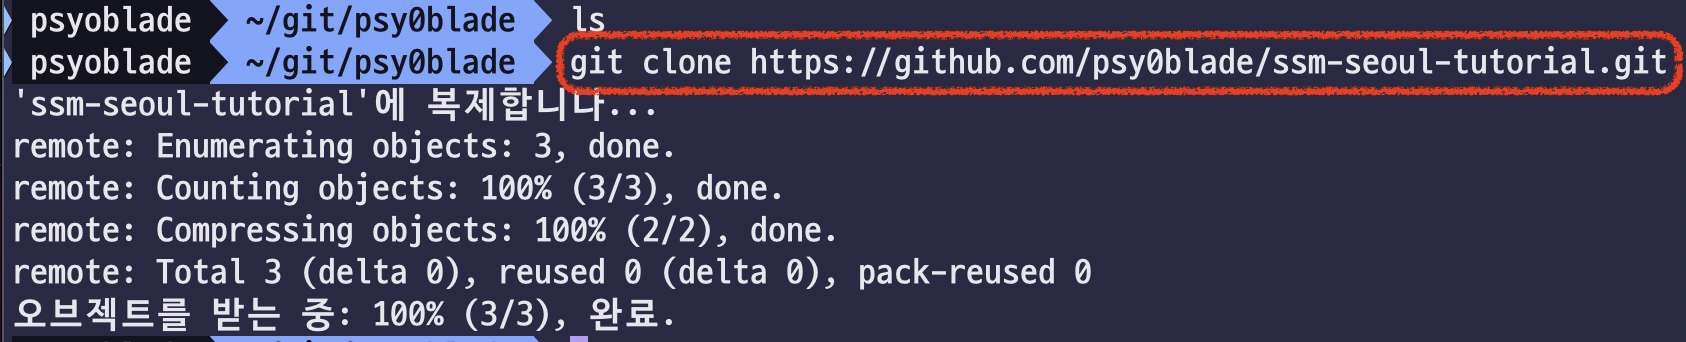 psyoblade ~/git/psy0blade ls
psyoblade ~/git/psy0blade git clone https://github.com/psy0blade/ssm-seoul-tutorial.git
'ssm-seoul-tutorial'에 복제합니다...
remote: Enumerating objects: 3, done.
remote: Counting objects: 100% (3/3), done.
remote: Compressing objects: 100% (2/2), done.
remote: Total 3 (delta 0), reused 0 (delta 0), pack-reused 0
오브젝트를 받는 중: 100% (3/3), 완료.